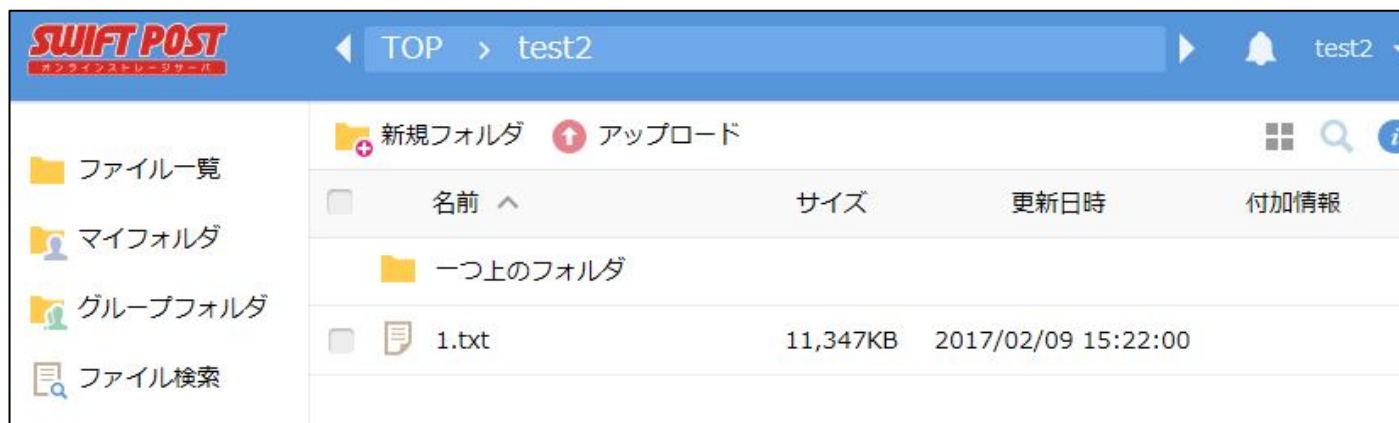 SWIFT POST
オンラインストレージサーバ
TOP > test2
test2
新規フォルダ アップロード
ファイル一覧
名前 サイズ 更新日時 付加情報
マイフォルダ
一つ上のフォルダ
グループフォルダ
1.txt 11,347KB 2017/02/09 15:22:00
ファイル検索